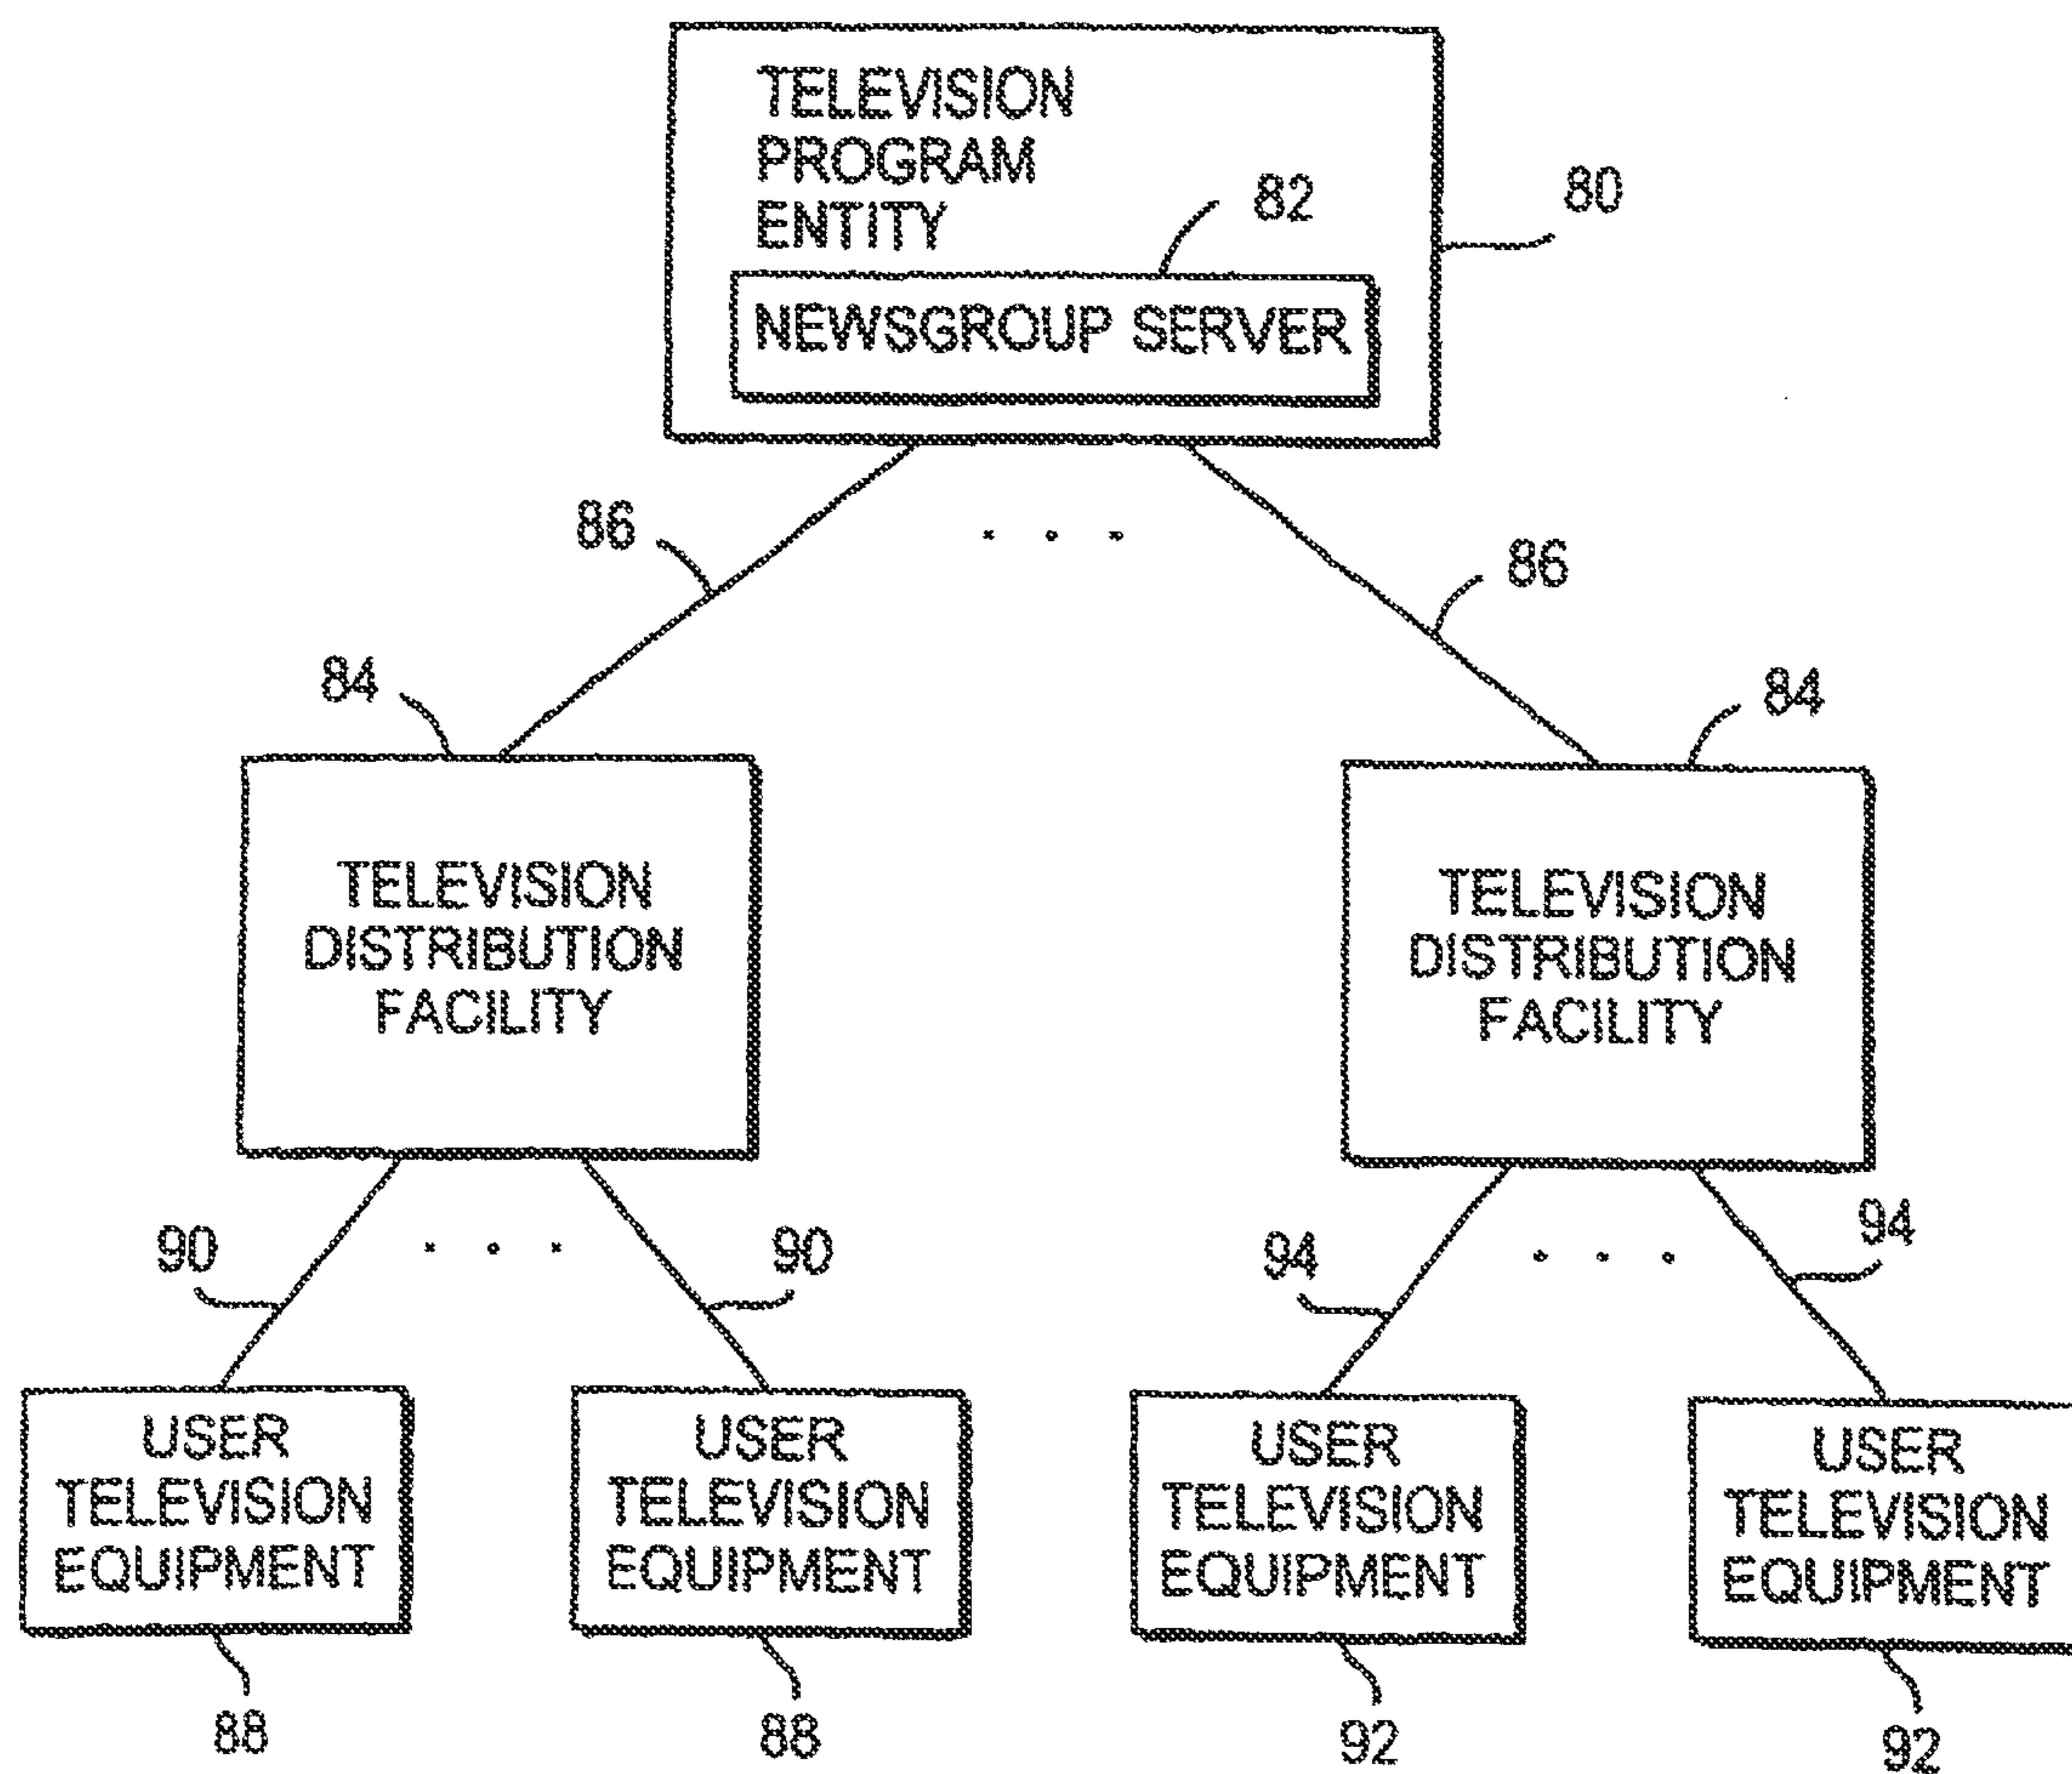 TELEVISION
PROGRAM
ENTITY
82
80
NEWSGROUP SERVER
86
86
84
84
TELEVISION
DISTRIBUTION
FACILITY
TELEVISION
DISTRIBUTION
FACILITY
90
90
94
94
USER
TELEVISION
EQUIPMENT
USER
TELEVISION
EQUIPMENT
USER
TELEVISION
EQUIPMENT
USER
TELEVISION
EQUIPMENT
88
88
92
92